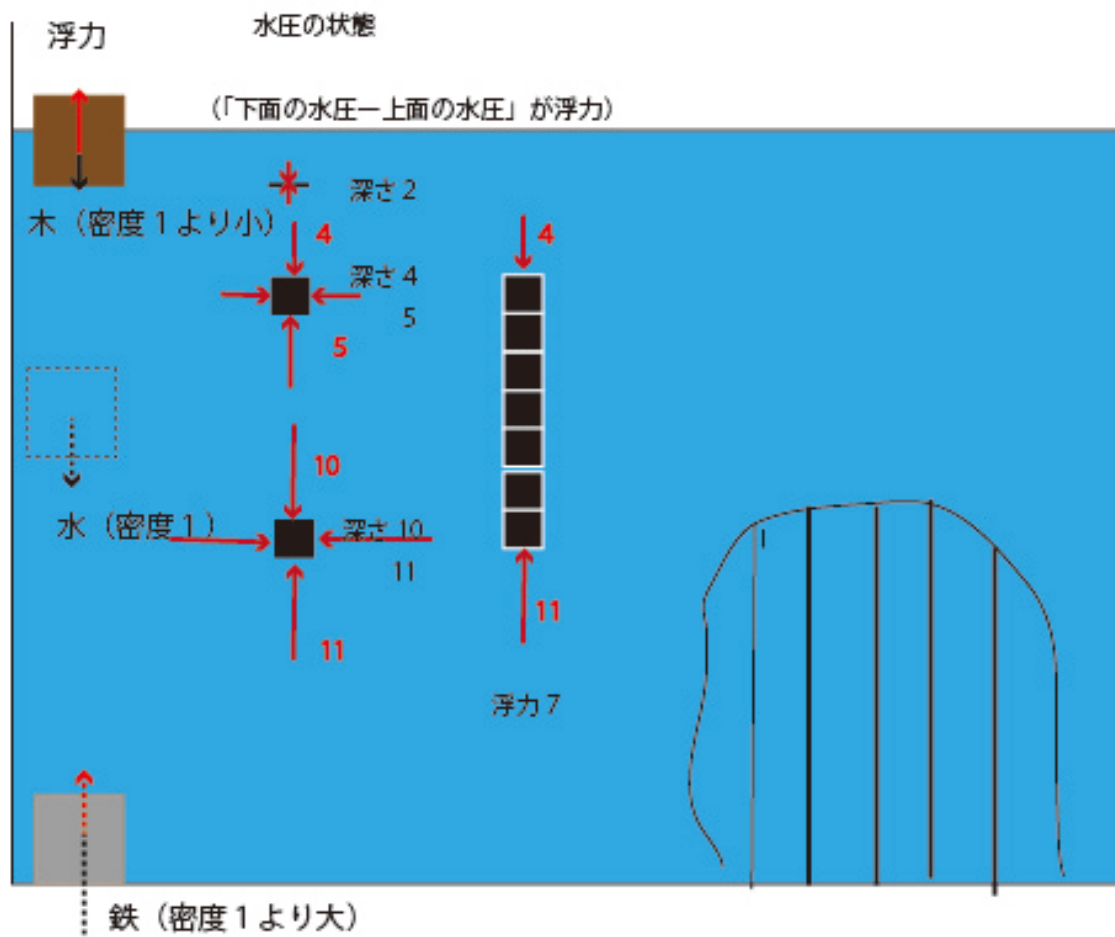 浮力
水圧の状態
(「下面の水圧ー上面の水圧」が浮力)
深さ 2
木（密度 1 より小）
4
4
深さ 4
5
5
10
水（密度 1 ）
深さ 10
11
11
11
浮力 7
鉄（密度 1 より大）